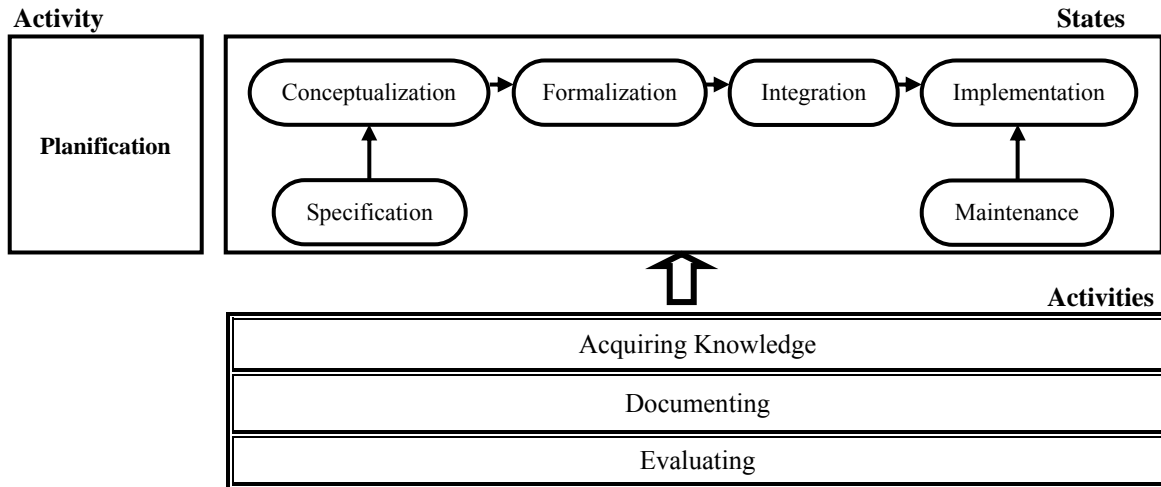 Activity
States
Conceptualization
Formalization
Integration
Implementation
Planification
Specification
Maintenance
Activities
Acquiring Knowledge
Documenting
Evaluating